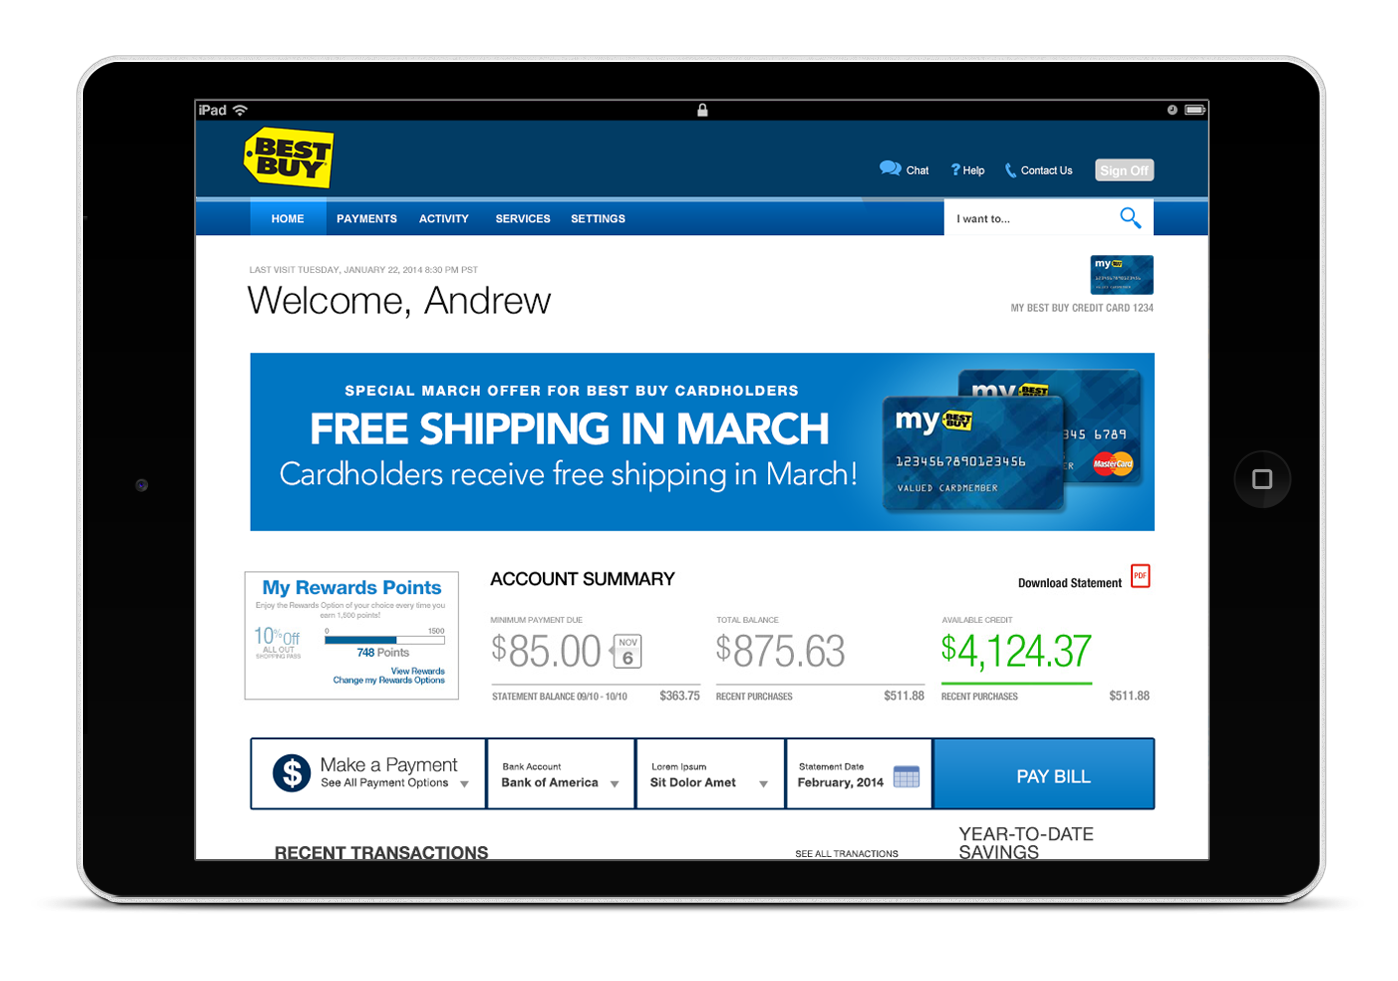 iPad
BEST
BUY
Chat
? Help
Contact Us
Sign Off
HOME
PAYMENTS
ACTIVITY
SERVICES
SETTINGS
I want to...
LAST VISIT TUESDAY, JANUARY 22, 2014 8:30 PM PST
Welcome, Andrew
my BEST BUY
1234567890123456
VALUED CARDMEMBER
MY BEST BUY CREDIT CARD 1234
SPECIAL MARCH OFFER FOR BEST BUY CARDHOLDERS
FREE SHIPPING IN MARCH
Cardholders receive free shipping in March!
my BEST
345 6789
ER
MasterCard
my BEST BUY
1234567890123456
VALUED CARDMEMBER
My Rewards Points
Enjoy the Rewards Option of your choice every time you
earn 1,500 points!
10% Off
ALL OUT
SHOPPING PASS
0
1500
748 Points
View Rewards
Change my Rewards Options
ACCOUNT SUMMARY
Download Statement
PDF
MINIMUM PAYMENT DUE
$85.00
NOV
6
STATEMENT BALANCE 09/10 - 10/10
$363.75
TOTAL BALANCE
$875.63
RECENT PURCHASES
$511.88
AVAILABLE CREDIT
$4,124.37
RECENT PURCHASES
$511.88
$
Make a Payment
See All Payment Options
Bank Account
Bank of America
Lorem Ipsum
Sit Dolor Amet
Statement Date
February, 2014
PAY BILL
RECENT TRANSACTIONS
SEE ALL TRANACTIONS
YEAR-TO-DATE
SAVINGS